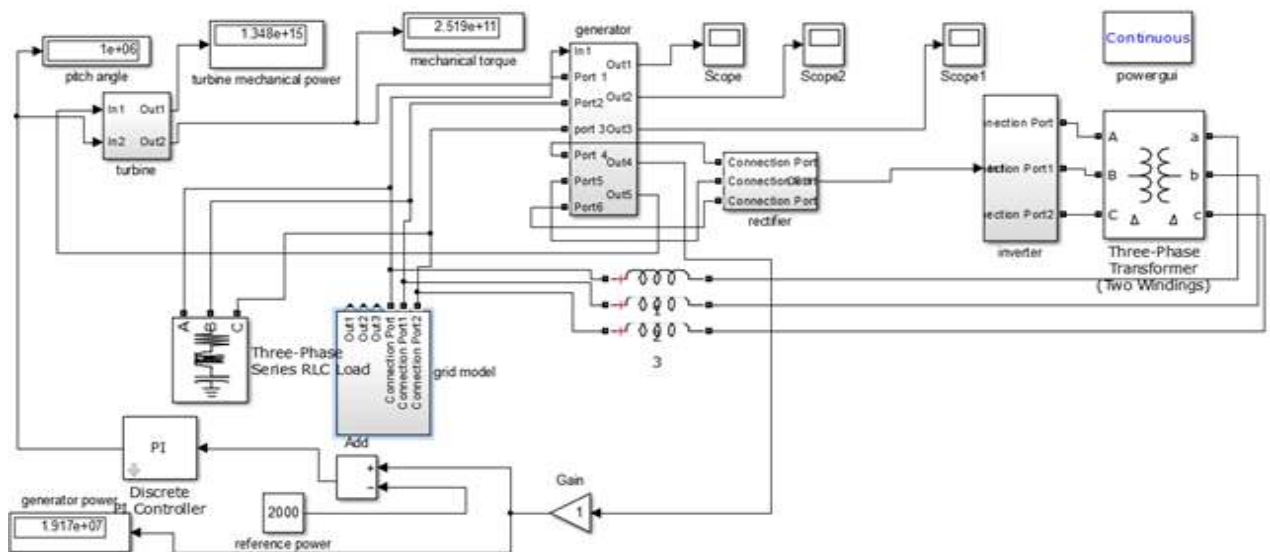 1e+06
pitch angle
1.348e+15
turbine mechanical power
2.519e+11
mechanical torque
generator
In1
Port 1
Port2
port 3
Port 4
Port5
Port6
Out1
Out2
Out3
Out4
Out5
Scope
Scope2
Scope1
Continuous
powergui
In1
In2
Out1
Out2
turbine
Connection Port
Connection Port
Connection Port
rectifier
nection Port
Port1
ection Port2
inverter
A
B
C
a
b
c
Δ Δ
Three-Phase
Transformer
(Two Windings)
A B C
Three-Phase
Series RLC Load
Out1
Out2
Out3
Connection Port
Connection Port1
Connection Port2
grid model
3
PI
Discrete
PI Controller
Add
+
−
2000
reference power
Gain
1
generator power
1.917e+07